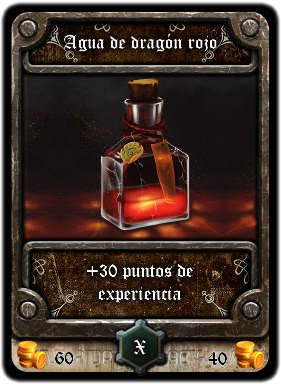 Agua de dragón rojo
+30 puntos de
experiencia
60 X 40